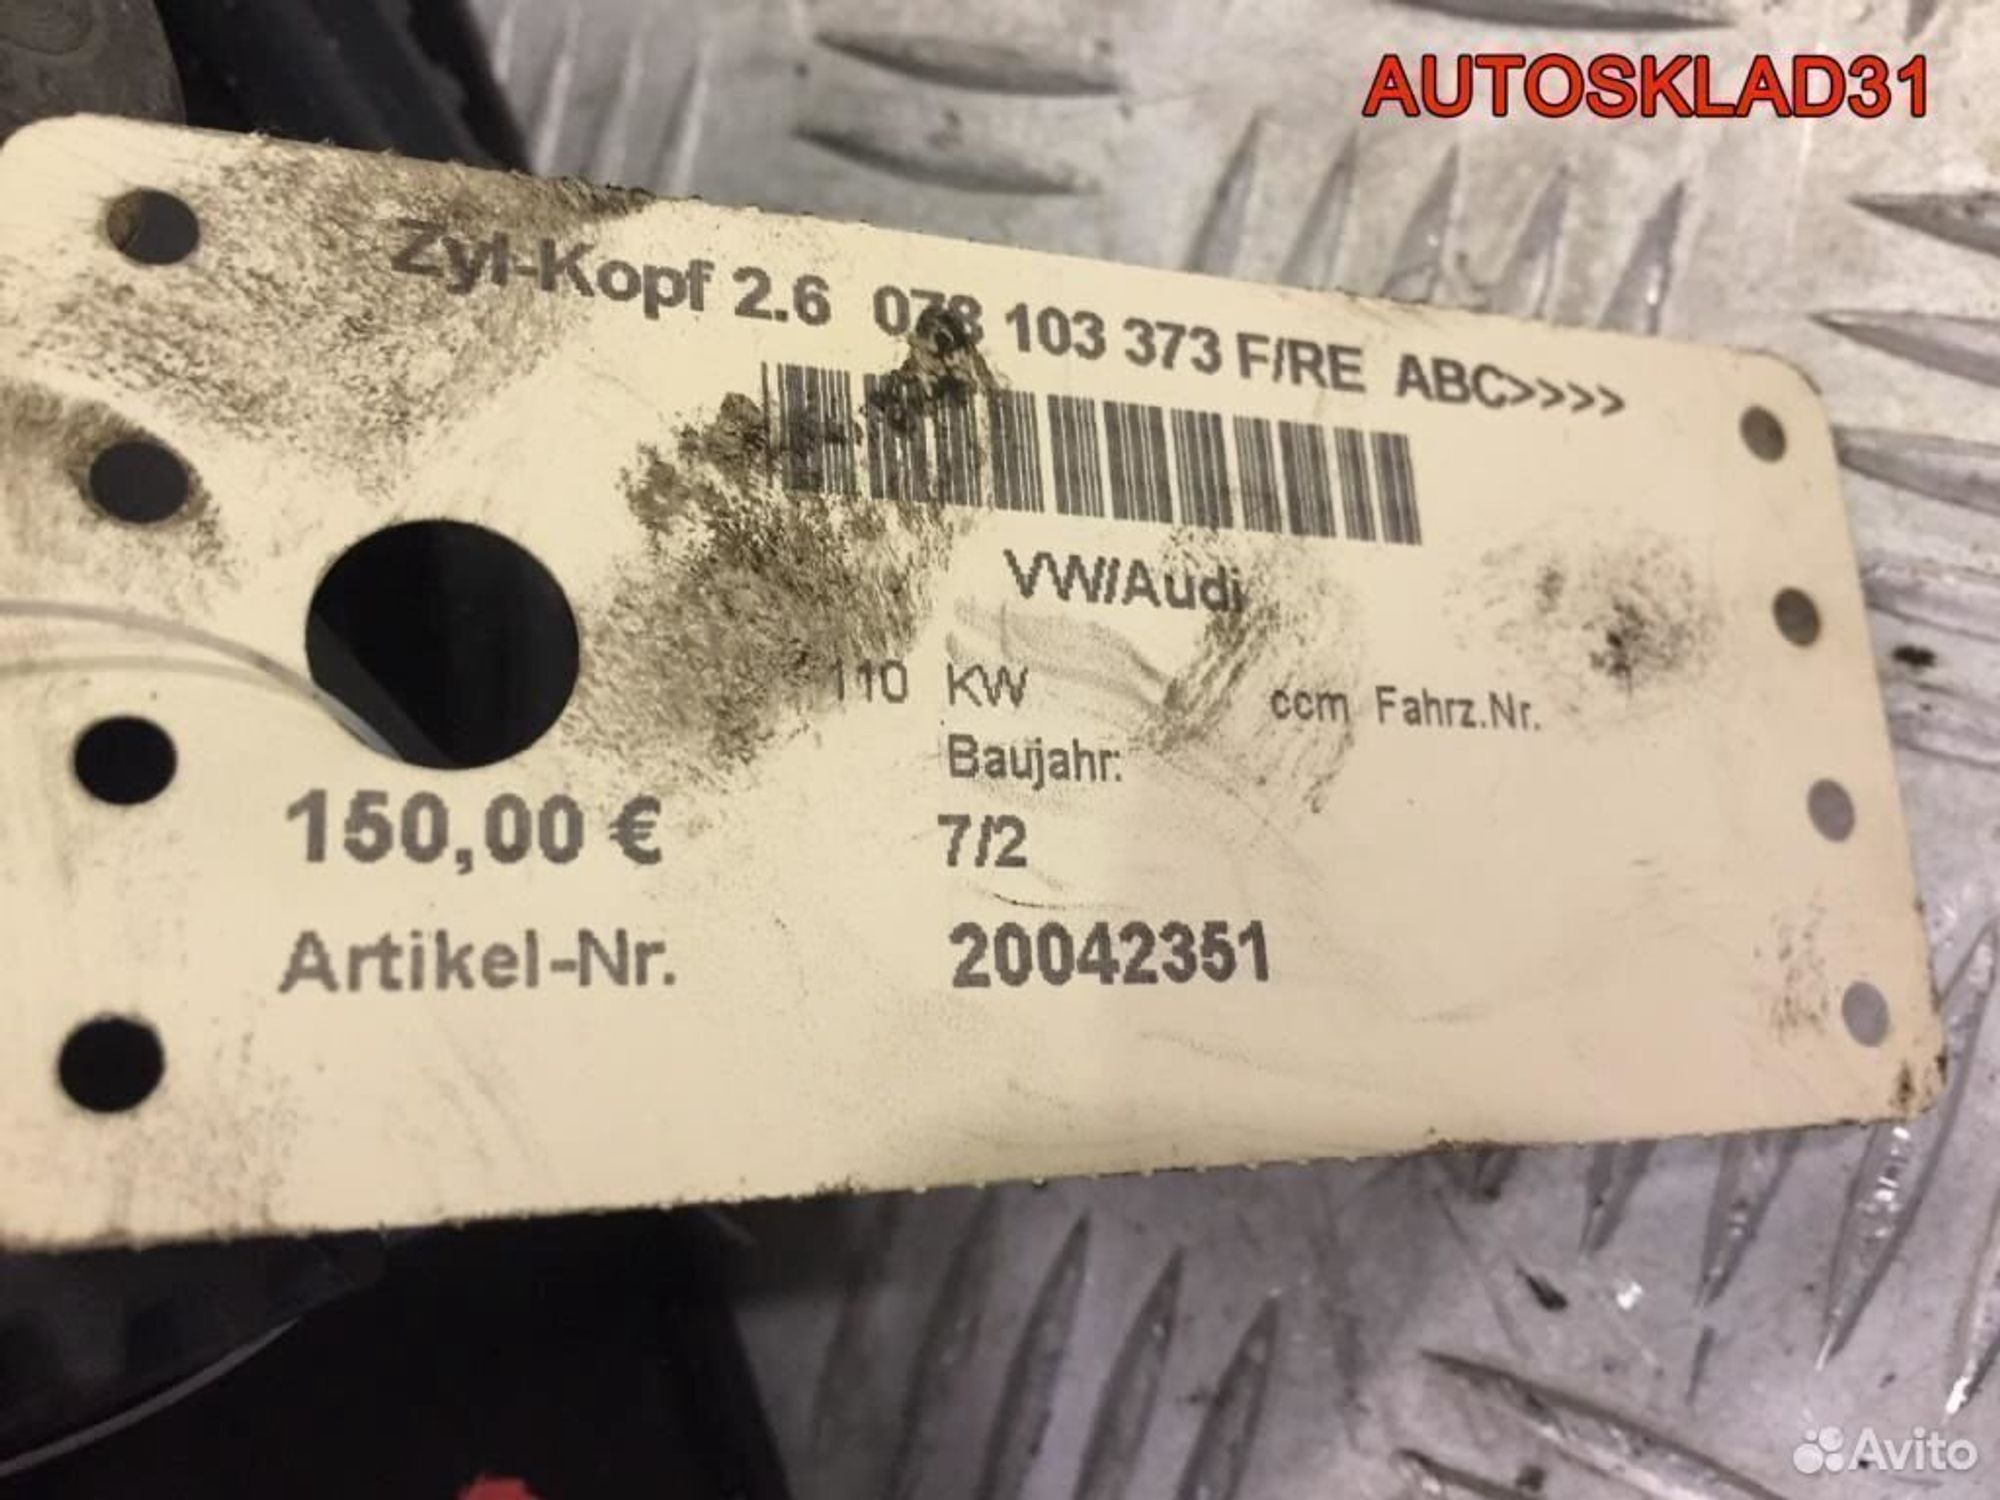 AUTOSKLAD31
Zyl-Kopf 2.6 078 103 373 F/RE ABC>>>>
VW/Audi
110 KW ccm Fahrz.Nr.
Baujahr:
150,00 € 7/2
Artikel-Nr. 20042351
Avito